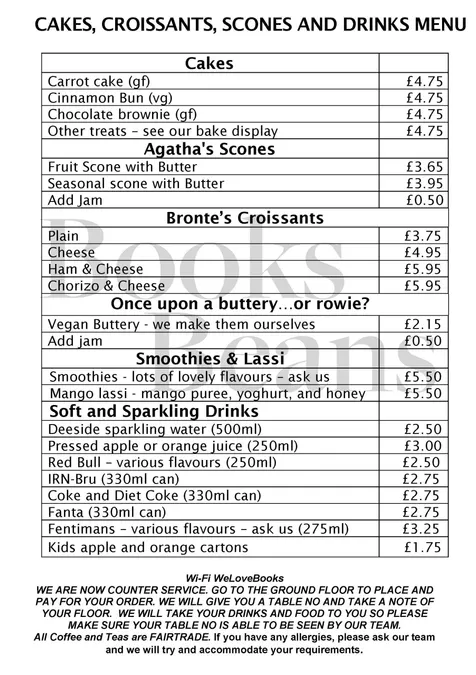 CAKES, CROISSANTS, SCONES AND DRINKS MENU
Cakes
Carrot cake (gf) £4.75
Cinnamon Bun (vg) £4.75
Chocolate brownie (gf) £4.75
Other treats – see our bake display £4.75
Agatha's Scones
Fruit Scone with Butter £3.65
Seasonal scone with Butter £3.95
Add Jam £0.50
Bronte's Croissants
Plain £3.75
Cheese £4.95
Ham & Cheese £5.95
Chorizo & Cheese £5.95
Once upon a buttery...or rowie?
Vegan Buttery - we make them ourselves £2.15
Add jam £0.50
Smoothies & Lassi
Smoothies - lots of lovely flavours – ask us £5.50
Mango lassi - mango puree, yoghurt, and honey £5.50
Soft and Sparkling Drinks
Deeside sparkling water (500ml) £2.50
Pressed apple or orange juice (250ml) £3.00
Red Bull – various flavours (250ml) £2.50
IRN-Bru (330ml can) £2.75
Coke and Diet Coke (330ml can) £2.75
Fanta (330ml can) £2.75
Fentimans – various flavours – ask us (275ml) £3.25
Kids apple and orange cartons £1.75
Books
Beans
Wi-Fi WeLoveBooks
WE ARE NOW COUNTER SERVICE. GO TO THE GROUND FLOOR TO PLACE AND
PAY FOR YOUR ORDER. WE WILL GIVE YOU A TABLE NO AND TAKE A NOTE OF
YOUR FLOOR. WE WILL TAKE YOUR DRINKS AND FOOD TO YOU SO PLEASE
MAKE SURE YOUR TABLE NO IS ABLE TO BE SEEN BY OUR TEAM.
All Coffee and Teas are FAIRTRADE. If you have any allergies, please ask our team
and we will try and accommodate your requirements.